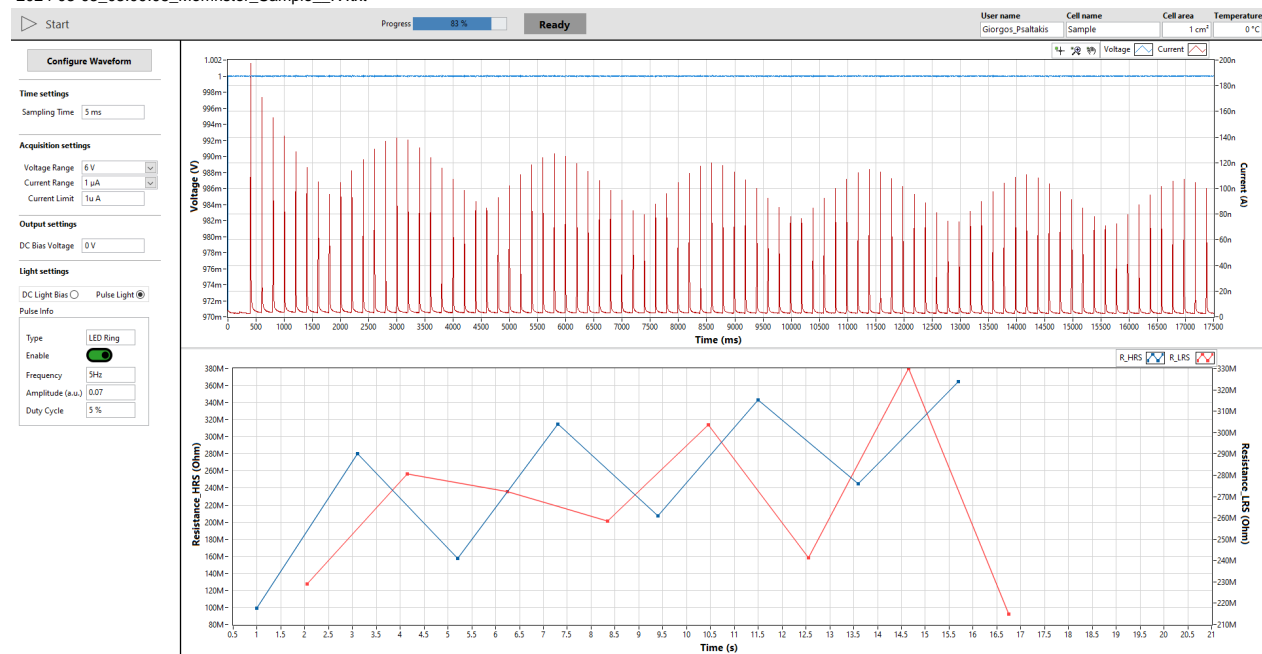 Start
Progress 83 % Ready
User name Cell name Cell area Temperature
Giorgos_Psaltakis Sample 1 cm² 0 °C
Configure Waveform
Time settings
Sampling Time 5 ms
Acquisition settings
Voltage Range 6 V
Current Range 1 µA
Current Limit 1u A
Output settings
DC Bias Voltage 0 V
Light settings
DC Light Bias Pulse Light
Pulse Info
Type LED Ring
Enable
Frequency 5Hz
Amplitude (a.u.) 0.07
Duty Cycle 5 %
Voltage Current
1.002
1
998m
996m
994m
992m
990m
988m
986m
984m
982m
980m
978m
976m
974m
972m
970m
Voltage (V)
200n
180n
160n
140n
120n
100n
80n
60n
40n
20n
0
Current (A)
0 500 1000 1500 2000 2500 3000 3500 4000 4500 5000 5500 6000 6500 7000 7500 8000 8500 9000 9500 10000 10500 11000 11500 12000 12500 13000 13500 14000 14500 15000 15500 16000 16500 17000 17500
Time (ms)
R_HRS R_LRS
380M
360M
340M
320M
300M
280M
260M
240M
220M
200M
180M
160M
140M
120M
100M
80M
Resistance_HRS (Ohm)
330M
320M
310M
300M
290M
280M
270M
260M
250M
240M
230M
220M
210M
Resistance_LRS (Ohm)
0.5 1 1.5 2 2.5 3 3.5 4 4.5 5 5.5 6 6.5 7 7.5 8 8.5 9 9.5 10 10.5 11 11.5 12 12.5 13 13.5 14 14.5 15 15.5 16 16.5 17 17.5 18 18.5 19 19.5 20 20.5 21
Time (s)